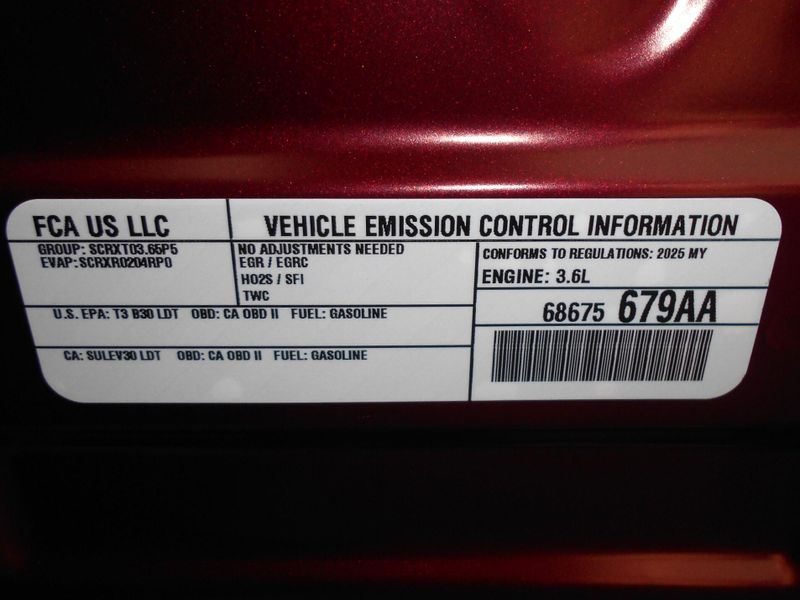 FCA US LLC
VEHICLE EMISSION CONTROL INFORMATION
GROUP: SCRXT03.65P5
EVAP: SCRXR0204RP0
NO ADJUSTMENTS NEEDED
EGR / EGRC
HO2S / SFI
TWC
CONFORMS TO REGULATIONS: 2025 MY
ENGINE: 3.6L
U.S. EPA: T3 B30 LDT OBD: CA OBD II FUEL: GASOLINE
68675 679AA
CA: SULEV30 LDT OBD: CA OBD II FUEL: GASOLINE